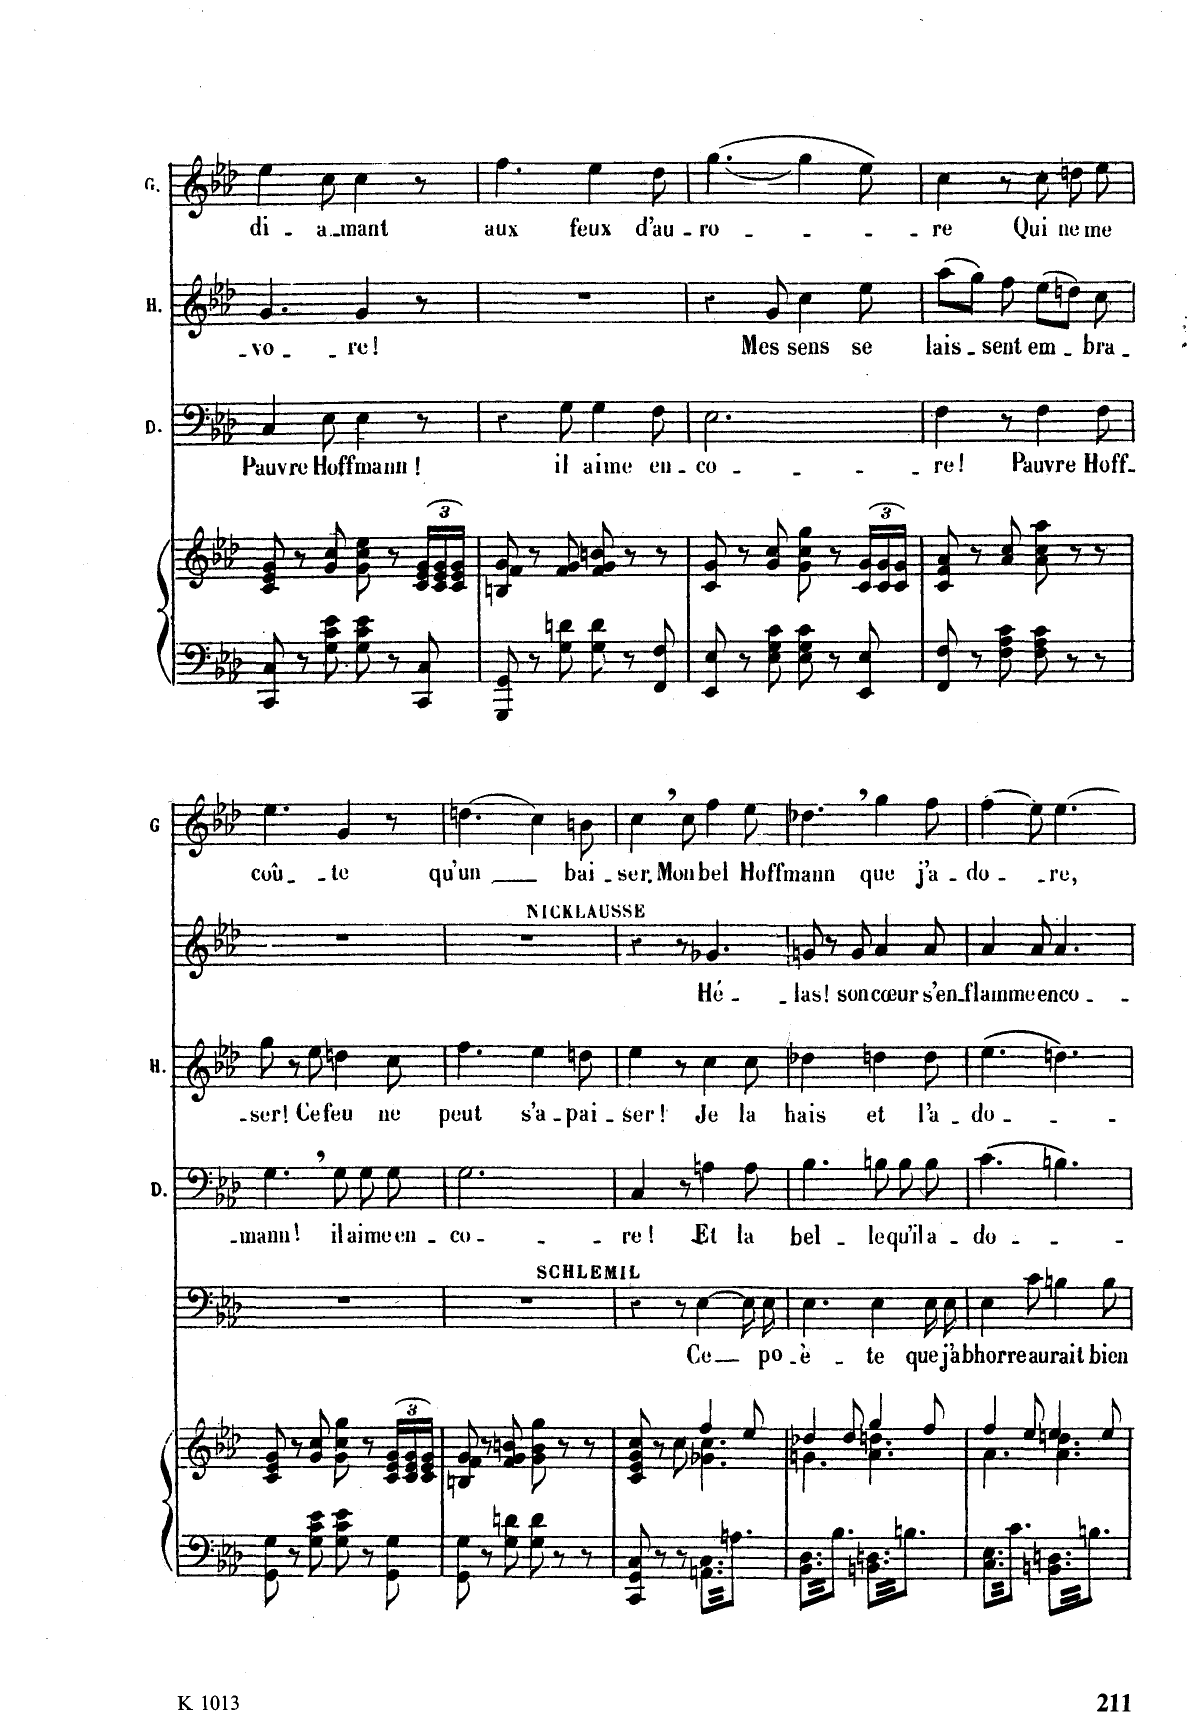 G.
di - a - mant aux feux d'au - ro - - - - re Qui ne me
H.
- vo - - re! Mes sens se lais - sent em - bra -
D.
Pauvre Hoffmann! il aime en - co - - - - re! Pauvre Hoff -
3
3
G
coû - - te qu'un bai - ser. Mon bel Hoffmann que j'a - do - - re,
NICKLAUSSE
Hé - - las! son cœur s'en - flamme enco -
H.
- ser! Ce feu ne peut s'a - pai - ser! Je la hais et l'a - do - - -
D.
- mann! il aime en - co - - - re! Et la bel - le qu'il a - do - - -
SCHLEMIL
Ce po - è - te que j'abhorre aurait bien
3
K 1013
211